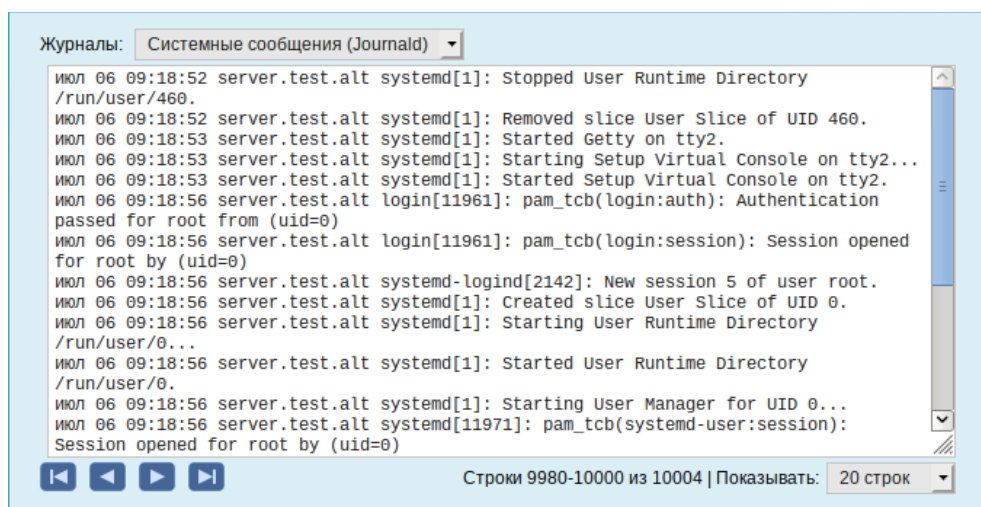 Журналы: Системные сообщения (Journald)
июл 06 09:18:52 server.test.alt systemd[1]: Stopped User Runtime Directory
/run/user/460.
июл 06 09:18:52 server.test.alt systemd[1]: Removed slice User Slice of UID 460.
июл 06 09:18:53 server.test.alt systemd[1]: Started Getty on tty2.
июл 06 09:18:53 server.test.alt systemd[1]: Starting Setup Virtual Console on tty2...
июл 06 09:18:53 server.test.alt systemd[1]: Started Setup Virtual Console on tty2.
июл 06 09:18:56 server.test.alt login[11961]: pam_tcb(login:auth): Authentication
passed for root from (uid=0)
июл 06 09:18:56 server.test.alt login[11961]: pam_tcb(login:session): Session opened
for root by (uid=0)
июл 06 09:18:56 server.test.alt systemd-logind[2142]: New session 5 of user root.
июл 06 09:18:56 server.test.alt systemd[1]: Created slice User Slice of UID 0.
июл 06 09:18:56 server.test.alt systemd[1]: Starting User Runtime Directory
/run/user/0...
июл 06 09:18:56 server.test.alt systemd[1]: Started User Runtime Directory
/run/user/0.
июл 06 09:18:56 server.test.alt systemd[1]: Starting User Manager for UID 0...
июл 06 09:18:56 server.test.alt systemd[11971]: pam_tcb(systemd-user:session):
Session opened for root by (uid=0)
Строки 9980-10000 из 10004 | Показывать: 20 строк